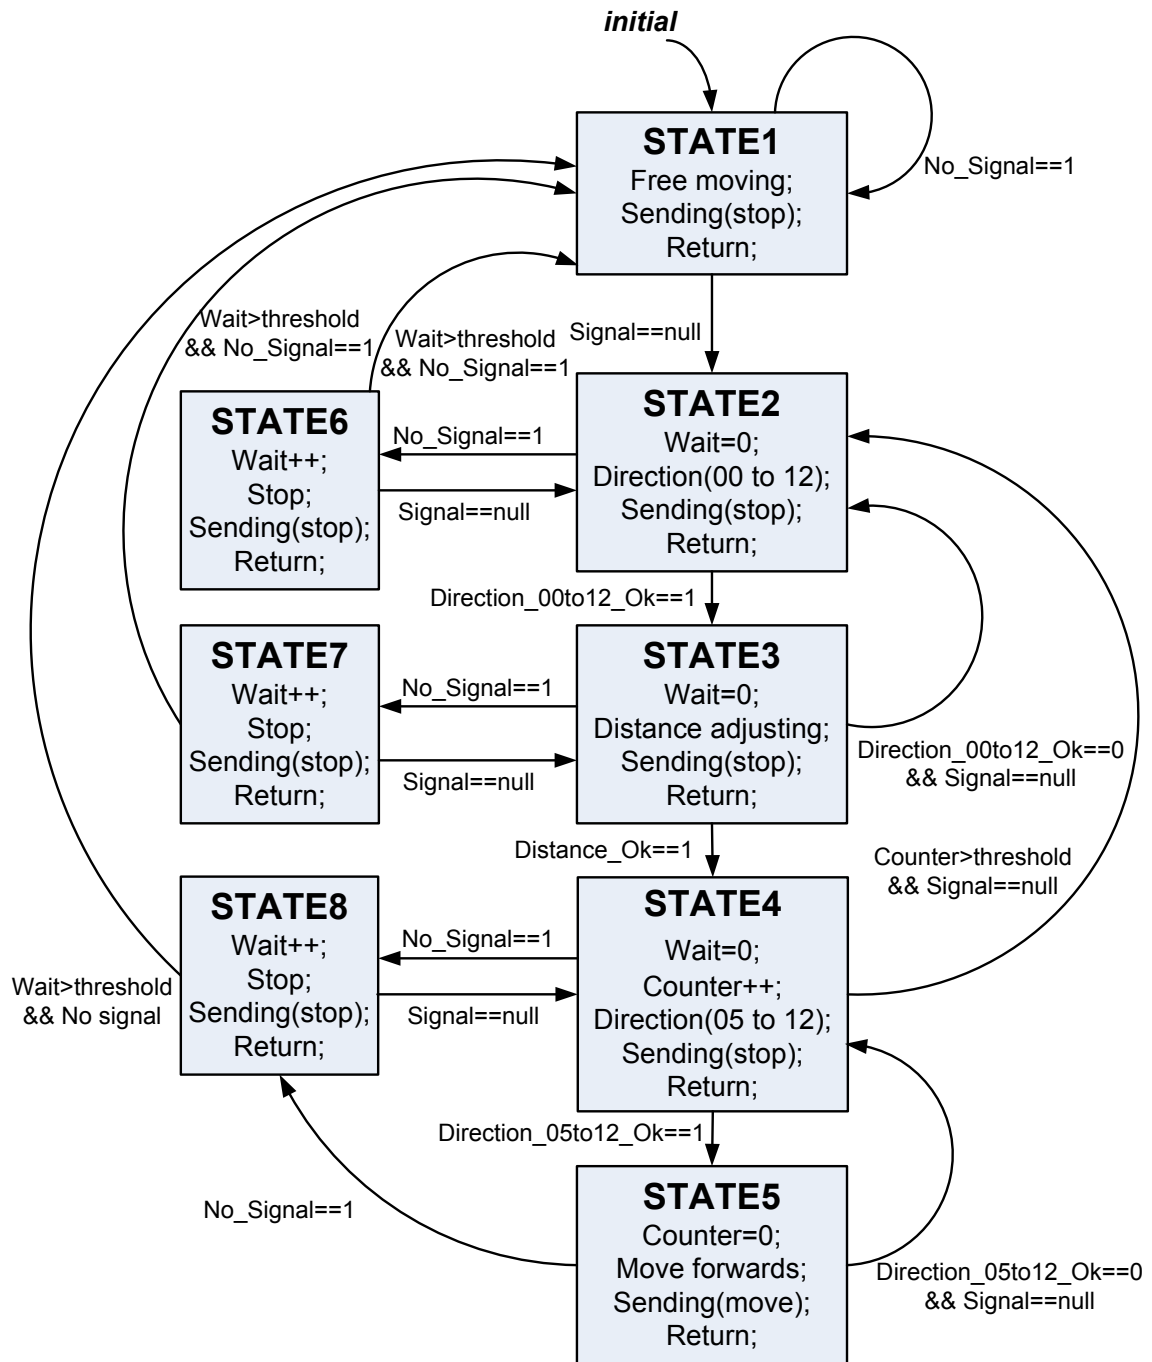 initial
STATE1
Free moving;
Sending(stop);
Return;
No_Signal==1
Signal==null
Wait>threshold
&& No_Signal==1
Wait>threshold
&& No_Signal==1
STATE6
Wait++;
Stop;
Sending(stop);
Return;
No_Signal==1
Signal==null
STATE2
Wait=0;
Direction(00 to 12);
Sending(stop);
Return;
Direction_00to12_Ok==1
STATE7
Wait++;
Stop;
Sending(stop);
Return;
No_Signal==1
Signal==null
STATE3
Wait=0;
Distance adjusting;
Sending(stop);
Return;
Direction_00to12_Ok==0
&& Signal==null
Distance_Ok==1
Counter>threshold
&& Signal==null
Wait>threshold
&& No signal
STATE8
Wait++;
Stop;
Sending(stop);
Return;
No_Signal==1
Signal==null
STATE4
Wait=0;
Counter++;
Direction(05 to 12);
Sending(stop);
Return;
Direction_05to12_Ok==1
No_Signal==1
STATE5
Counter=0;
Move forwards;
Sending(move);
Return;
Direction_05to12_Ok==0
&& Signal==null